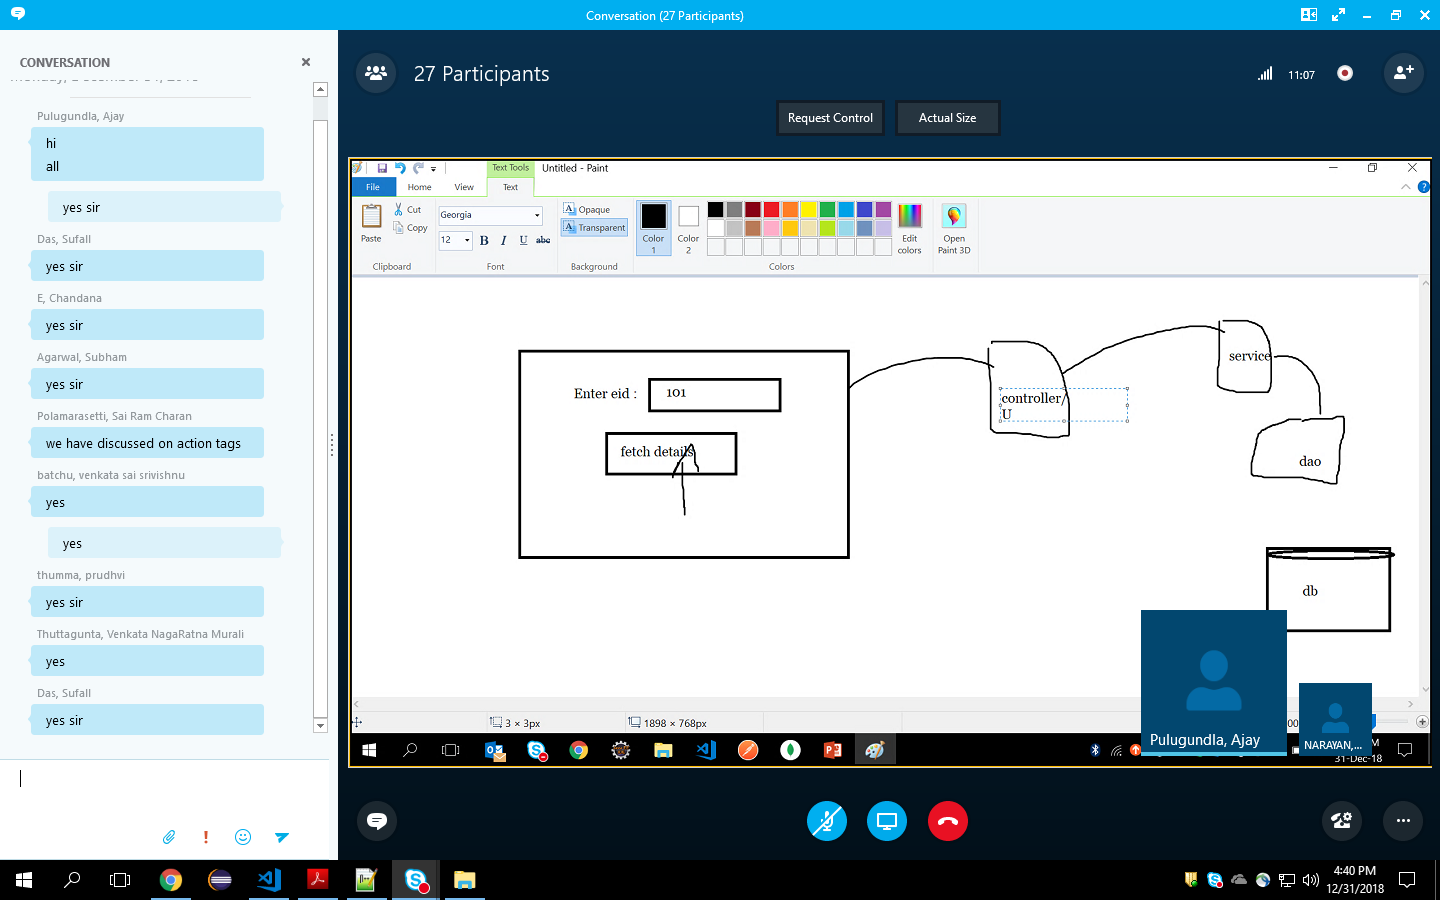 Conversation (27 Participants)
CONVERSATION
Pulugundla, Ajay
hi
all
yes sir
Das, Sufall
yes sir
E, Chandana
yes sir
Agarwal, Subham
yes sir
Polamarasetti, Sai Ram Charan
we have discussed on action tags
batchu, venkata sai srivishnu
yes
yes
thumma, prudhvi
yes sir
Thuttagunta, Venkata NagaRatna Murali
yes
Das, Sufall
yes sir
27 Participants
11:07
Request Control
Actual Size
Text Tools
Untitled - Paint
File
Home
View
Text
Paste
Cut
Copy
Clipboard
Georgia
12
B I U abc
Font
Opaque
Transparent
Background
Color
1
Color
2
Edit
colors
Open
Paint 3D
Colors
Enter eid :
101
fetch details
controller/
U
service
dao
db
3 × 3px
1898 × 768px
Pulugundla, Ajay
NARAYAN,...
31-Dec-18
4:40 PM
12/31/2018